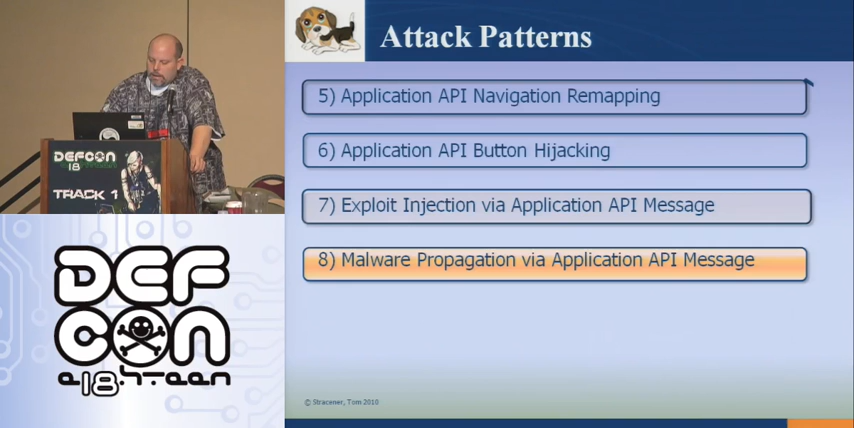 Attack Patterns
5) Application API Navigation Remapping
6) Application API Button Hijacking
7) Exploit Injection via Application API Message
8) Malware Propagation via Application API Message
© Stracener, Tom 2010
DEFCON
18
TRACK 1
DEF
CON